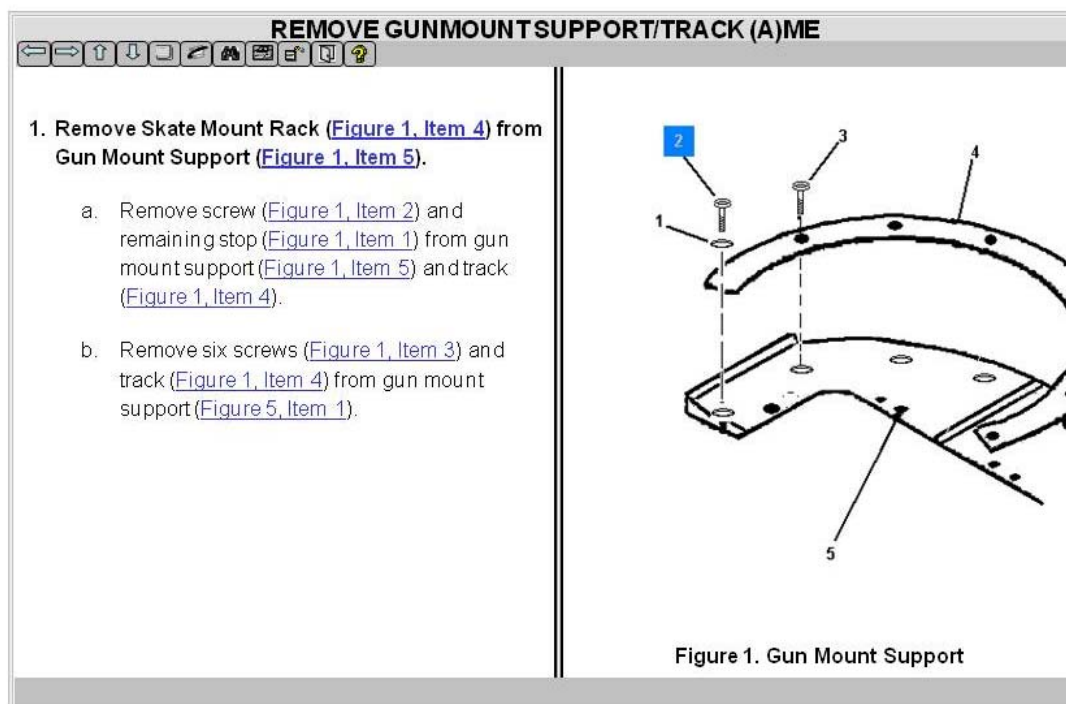 REMOVE GUNMOUNT SUPPORT/TRACK (A)ME
1. Remove Skate Mount Rack (Figure 1, Item 4) from
Gun Mount Support (Figure 1, Item 5).
a. Remove screw (Figure 1, Item 2) and
remaining stop (Figure 1, Item 1) from gun
mount support (Figure 1, Item 5) and track
(Figure 1, Item 4).
b. Remove six screws (Figure 1, Item 3) and
track (Figure 1, Item 4) from gun mount
support (Figure 5, Item 1).
2
3
4
1
5
Figure 1. Gun Mount Support